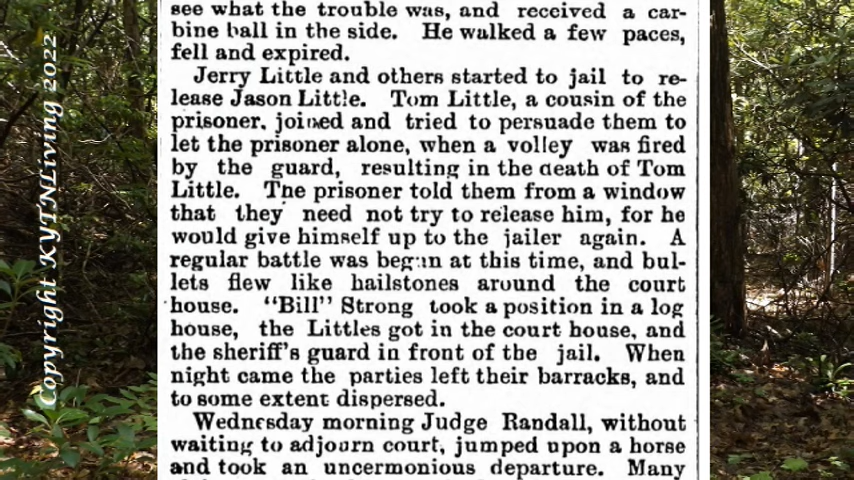 see what the trouble was, and received a car-
bine ball in the side. He walked a few paces,
fell and expired.
Jerry Little and others started to jail to re-
lease Jason Little. Tom Little, a cousin of the
prisoner, joined and tried to persuade them to
let the prisoner alone, when a volley was fired
by the guard, resulting in the death of Tom
Little. The prisoner told them from a window
that they need not try to release him, for he
would give himself up to the jailer again. A
regular battle was begun at this time, and bul-
lets flew like hailstones around the court
house. "Bill" Strong took a position in a log
house, the Littles got in the court house, and
the sheriff's guard in front of the jail. When
night came the parties left their barracks, and
to some extent dispersed.
Wednesday morning Judge Randall, without
waiting to adjourn court, jumped upon a horse
and took an uncermonious departure. Many
Copyright KYTNLiving 2022